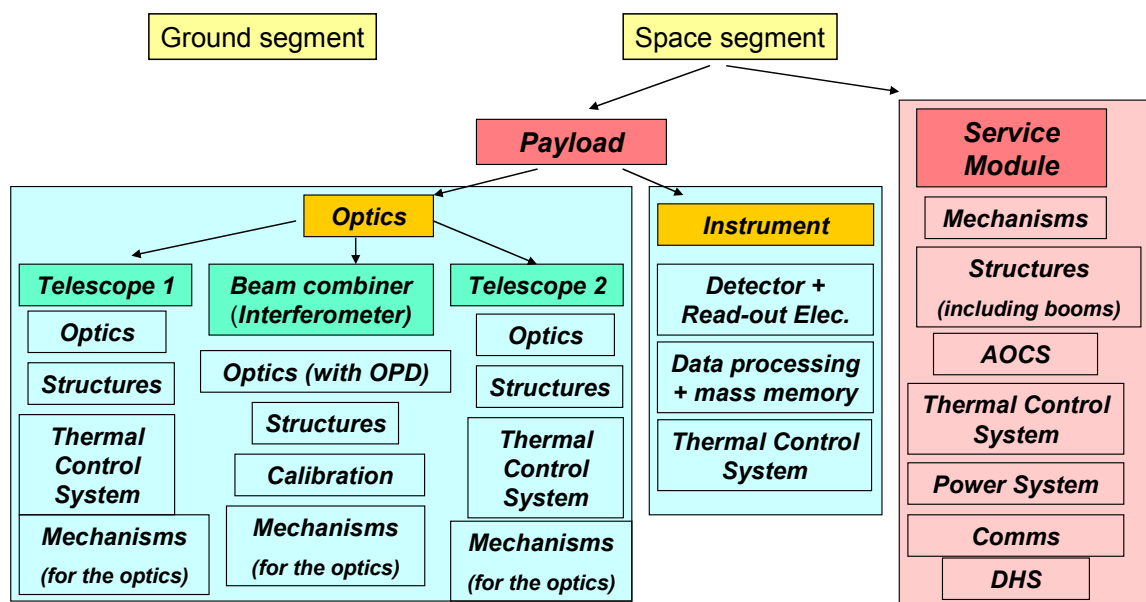 Ground segment
Space segment
Payload
Optics
Telescope 1
Optics
Structures
Thermal
Control
System
Mechanisms
(for the optics)
Beam combiner
(Interferometer)
Optics (with OPD)
Structures
Calibration
Mechanisms
(for the optics)
Telescope 2
Optics
Structures
Thermal
Control
System
Mechanisms
(for the optics)
Instrument
Detector +
Read-out Elec.
Data processing
+ mass memory
Thermal Control
System
Service
Module
Mechanisms
Structures
(including booms)
AOCS
Thermal Control
System
Power System
Comms
DHS